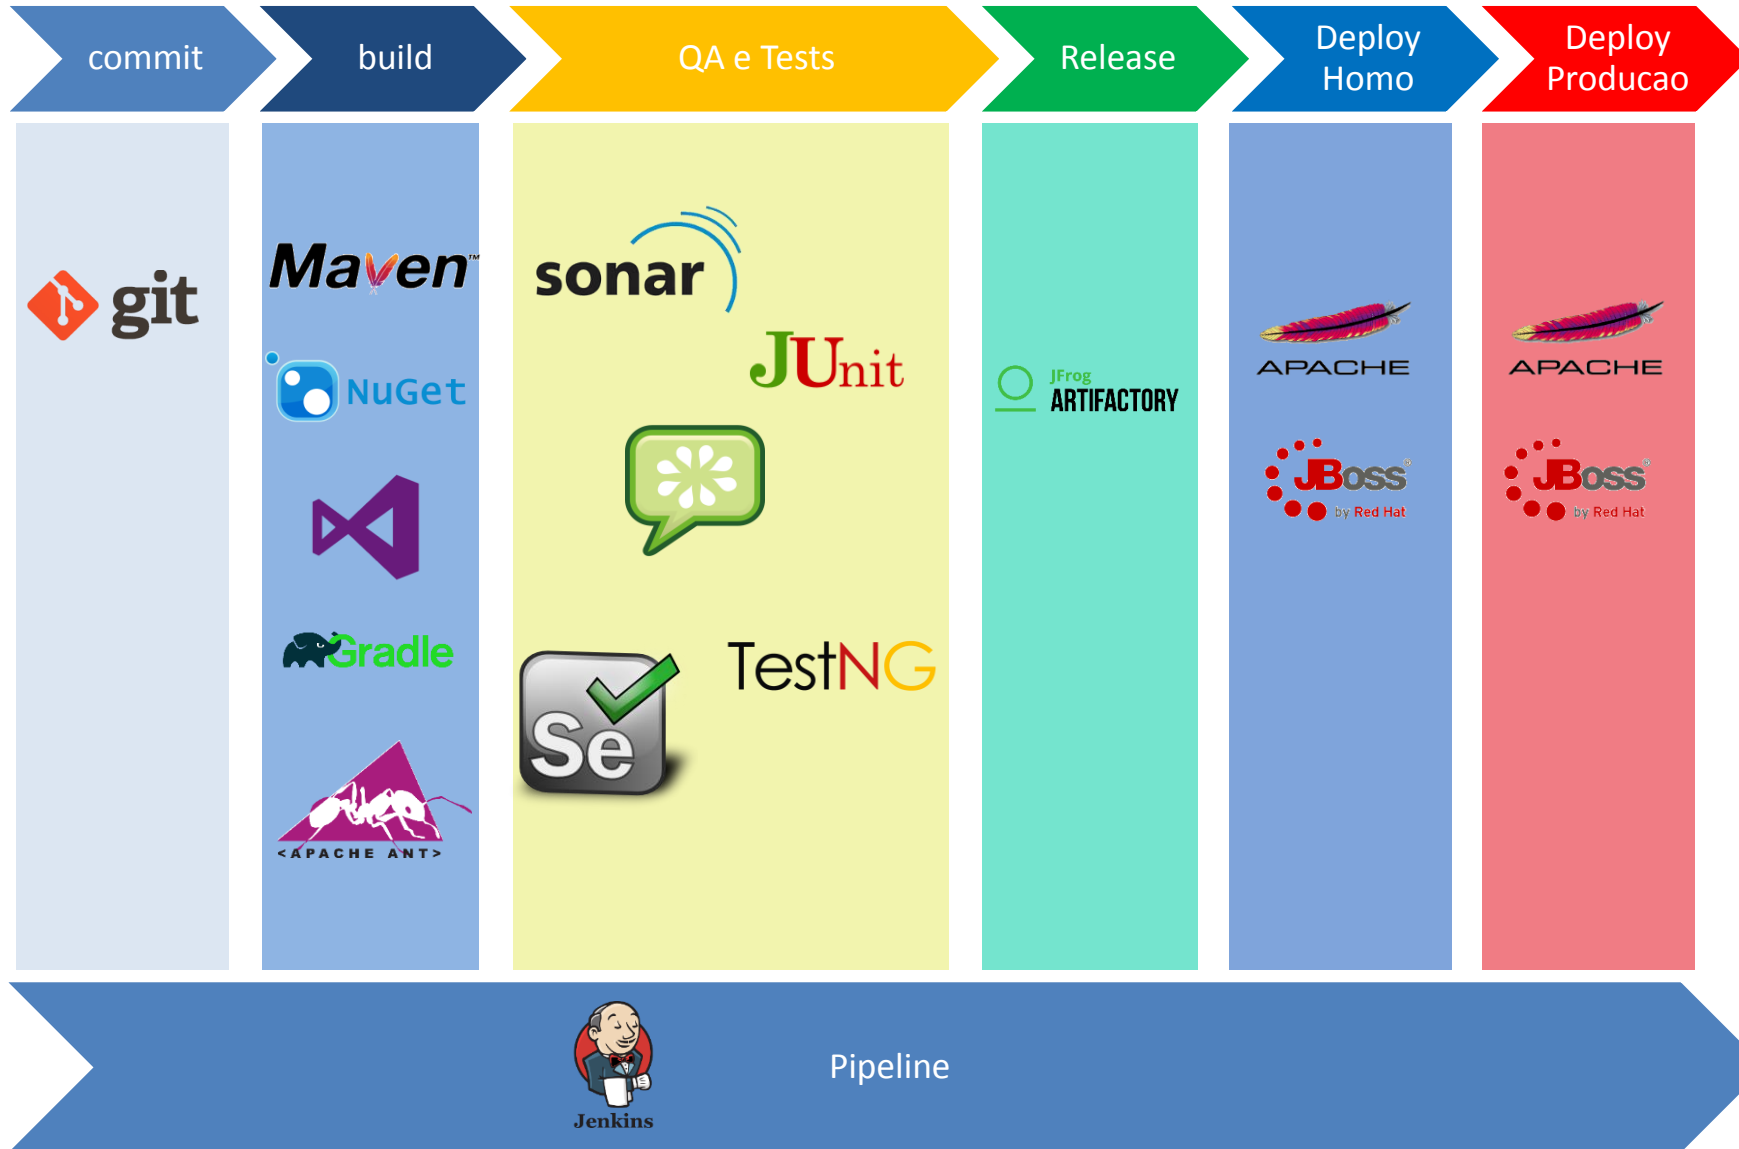 commit
build
QA e Tests
Release
Deploy
Homo
Deploy
Producao
git
Maven™
NuGet
Gradle
<APACHE ANT>
sonar
JUnit
Se
TestNG
JFrog
ARTIFACTORY
APACHE
JBoss®
by Red Hat
APACHE
JBoss®
by Red Hat
Jenkins
Pipeline